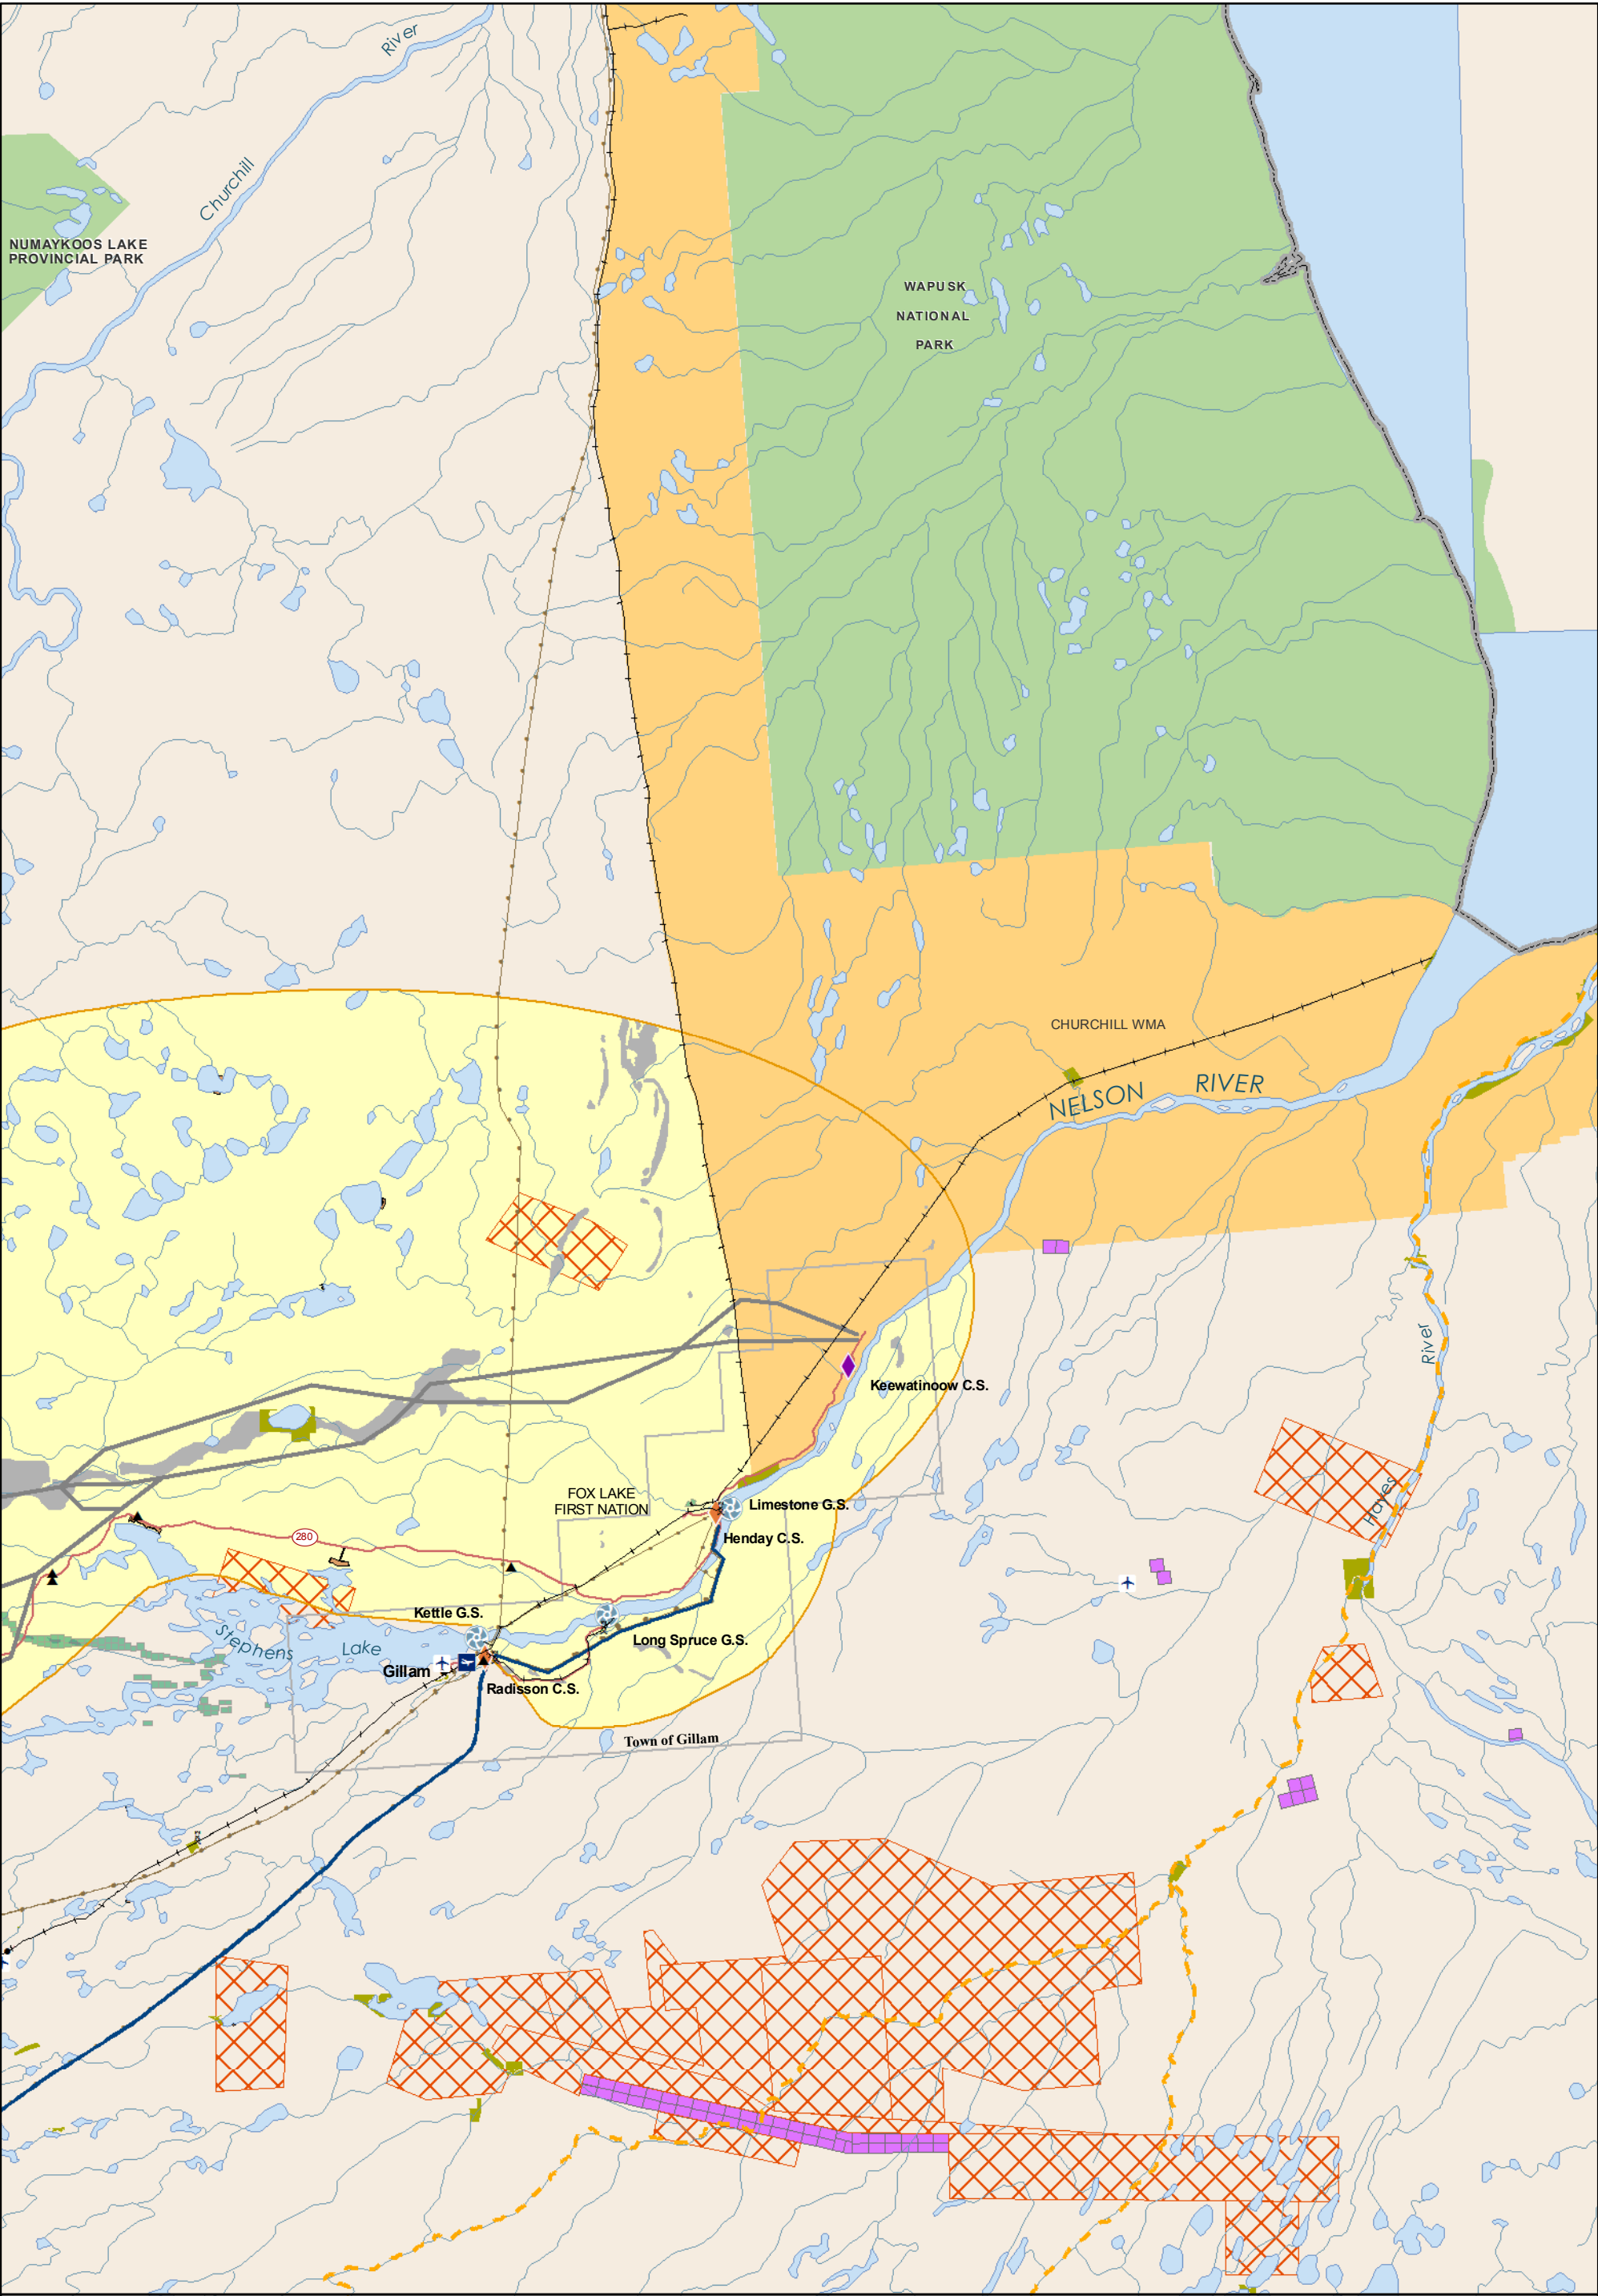 River
Churchill
NUMAYKOOS LAKE
PROVINCIAL PARK
WAPUSK
NATIONAL
PARK
CHURCHILL WMA
NELSON RIVER
River
Keewatinoow C.S.
Hayes
FOX LAKE
FIRST NATION
Limestone G.S.
280
Henday C.S.
Kettle G.S.
Stephens Lake
Long Spruce G.S.
Gillam
Radisson C.S.
Town of Gillam